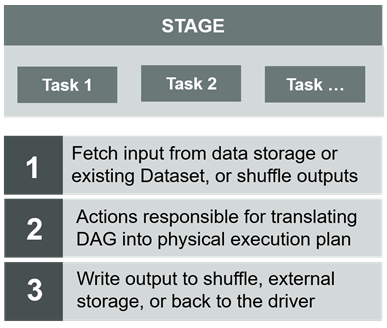 STAGE
Task 1
Task 2
Task ...
1
Fetch input from data storage or
existing Dataset, or shuffle outputs
2
Actions responsible for translating
DAG into physical execution plan
3
Write output to shuffle, external
storage, or back to the driver